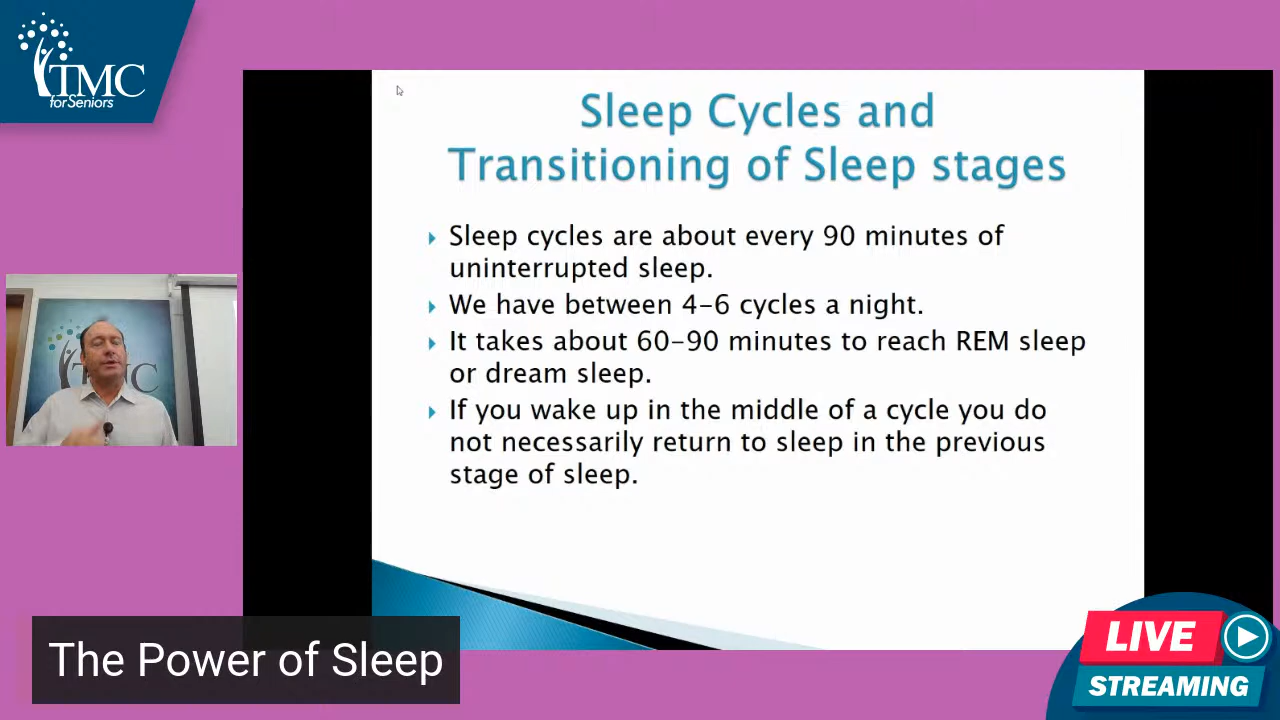 TMC
for Seniors
Sleep Cycles and
Transitioning of Sleep stages
Sleep cycles are about every 90 minutes of
uninterrupted sleep.
We have between 4-6 cycles a night.
It takes about 60-90 minutes to reach REM sleep
or dream sleep.
If you wake up in the middle of a cycle you do
not necessarily return to sleep in the previous
stage of sleep.
TMC
The Power of Sleep
LIVE
STREAMING